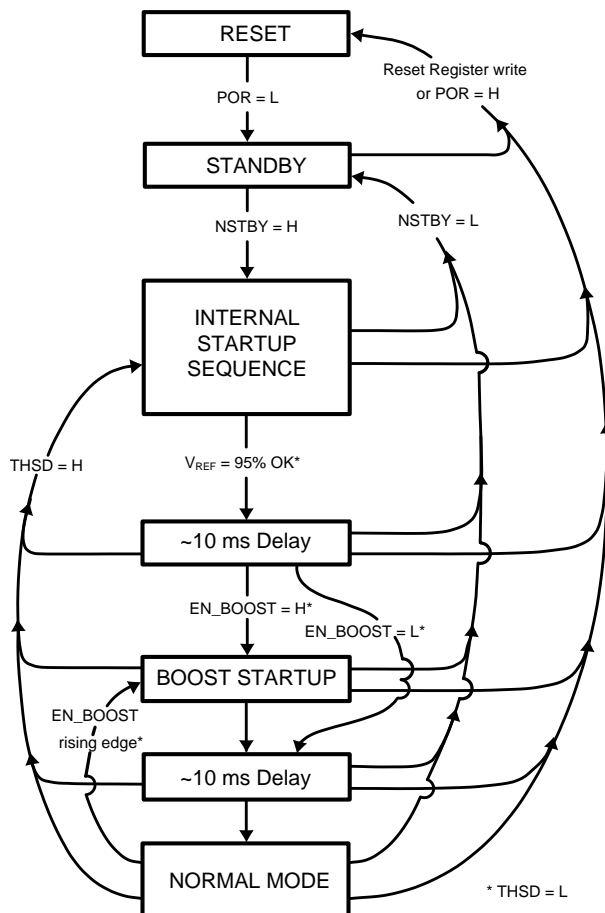 RESET
Reset Register write
or POR = H
POR = L
STANDBY
NSTBY = H
NSTBY = L
INTERNAL
STARTUP
SEQUENCE
THSD = H
VREF = 95% OK*
~10 ms Delay
EN_BOOST = H*
EN_BOOST = L*
BOOST STARTUP
EN_BOOST
rising edge*
~10 ms Delay
NORMAL MODE
* THSD = L